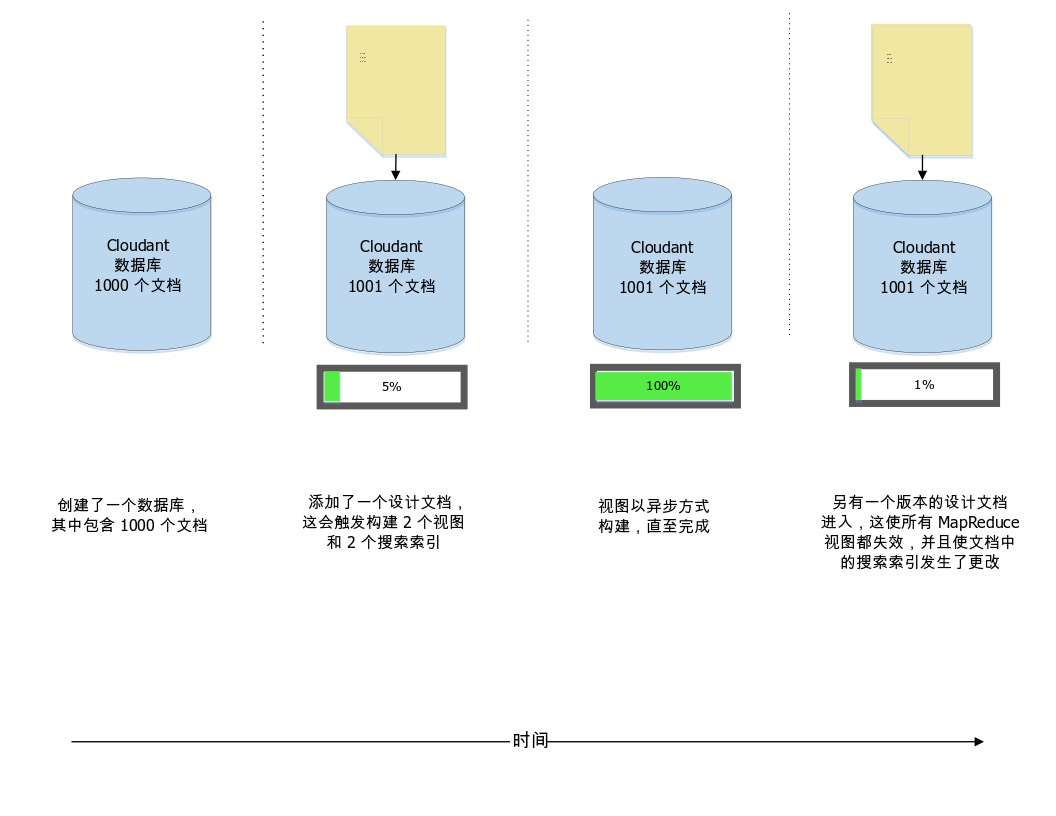 Cloudant
数据库
1000 个文档
Cloudant
数据库
1001 个文档
Cloudant
数据库
1001 个文档
Cloudant
数据库
1001 个文档
5%
100%
1%
创建了一个数据库，
其中包含 1000 个文档
添加了一个设计文档，
这会触发构建 2 个视图
和 2 个搜索索引
视图以异步方式
构建，直至完成
另有一个版本的设计文档
进入，这使所有 MapReduce
视图都失效，并且使文档中
的搜索索引发生了更改
时间